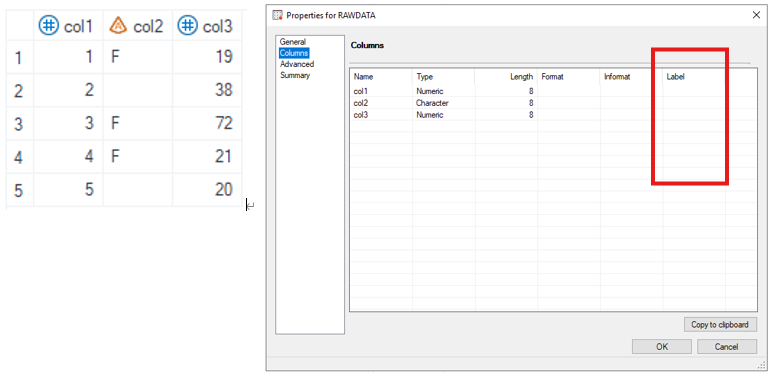 col1 col2 col3
1 1 F 19
2 2 38
3 3 F 72
4 4 F 21
5 5 20
Properties for RAWDATA
General
Columns
Advanced
Summary
Columns
Name Type Length Format Informat Label
col1 Numeric 8
col2 Character 8
col3 Numeric 8
Copy to clipboard
OK Cancel